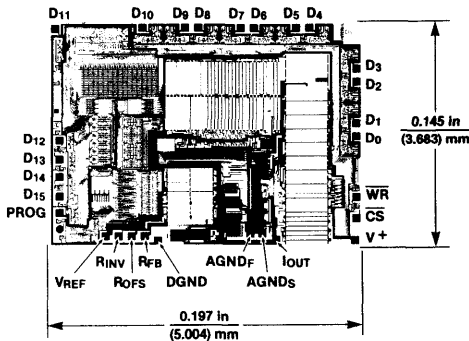 D11 D10 D9 D8 D7 D6 D5 D4
D3
D2
D1
D0
0.145 in
(3.683) mm
D12
D13
D14
D15
PROG
WR
CS
V+
VREF RINV ROFS RFB DGND AGNDF AGNDS IOUT
0.197 in
(5.004) mm